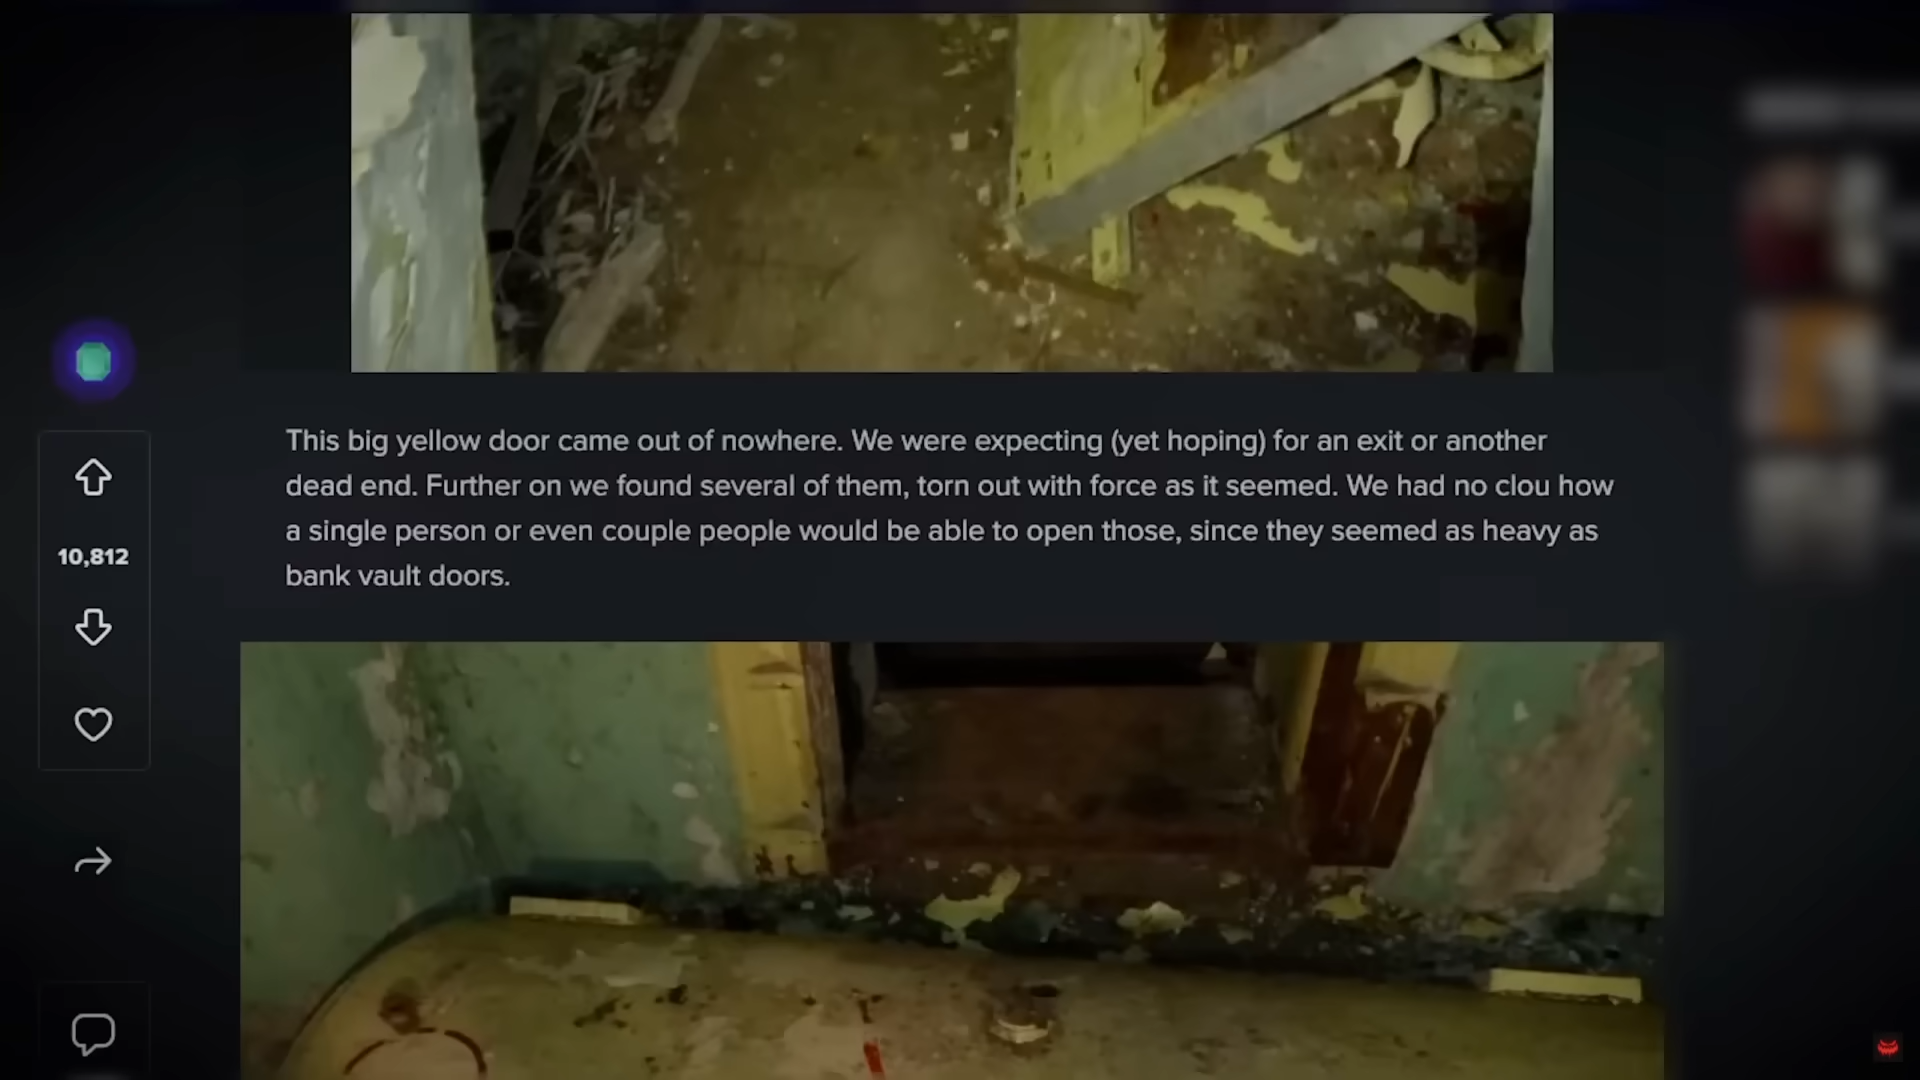 This big yellow door came out of nowhere. We were expecting (yet hoping) for an exit or another
dead end. Further on we found several of them, torn out with force as it seemed. We had no clou how
a single person or even couple people would be able to open those, since they seemed as heavy as
bank vault doors.
10,812